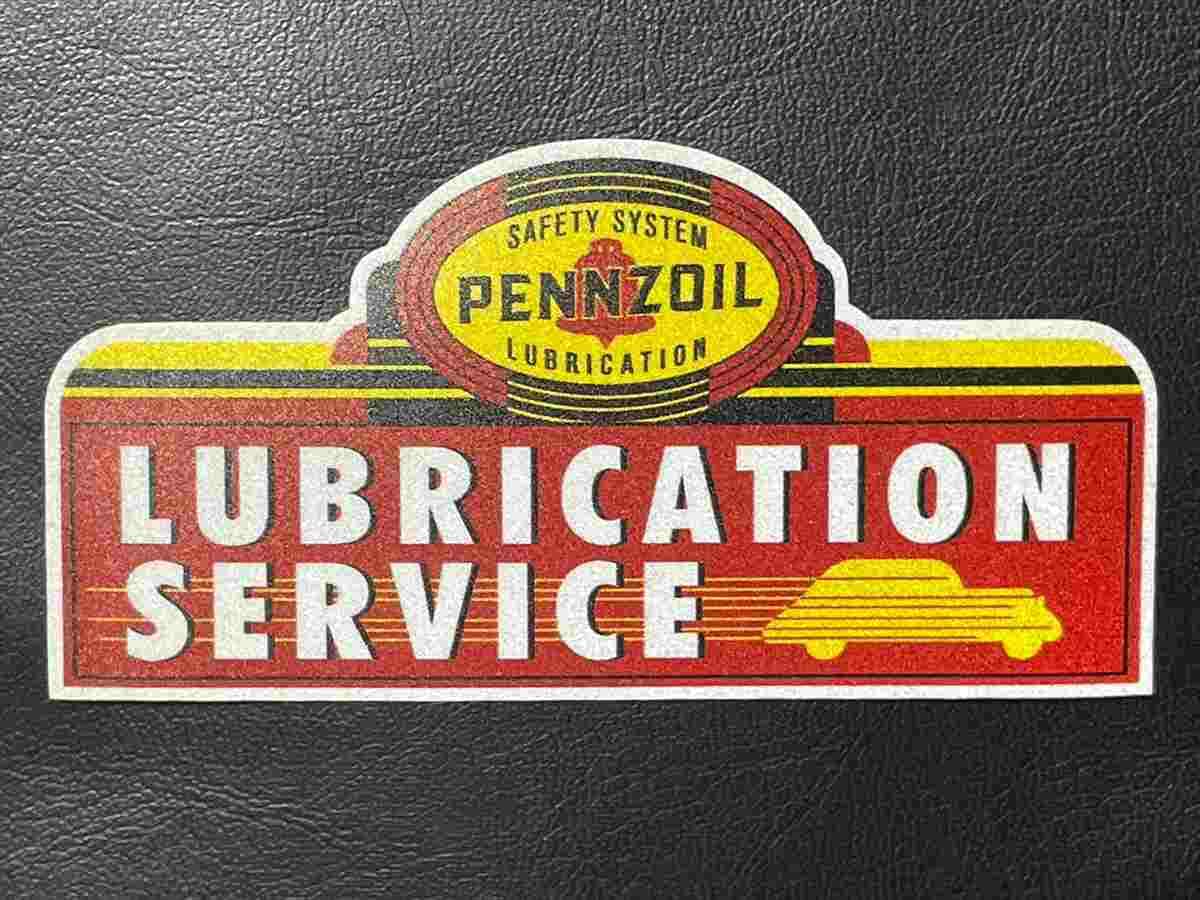 SAFETY SYSTEM
PENNZOIL
LUBRICATION
LUBRICATION
SERVICE